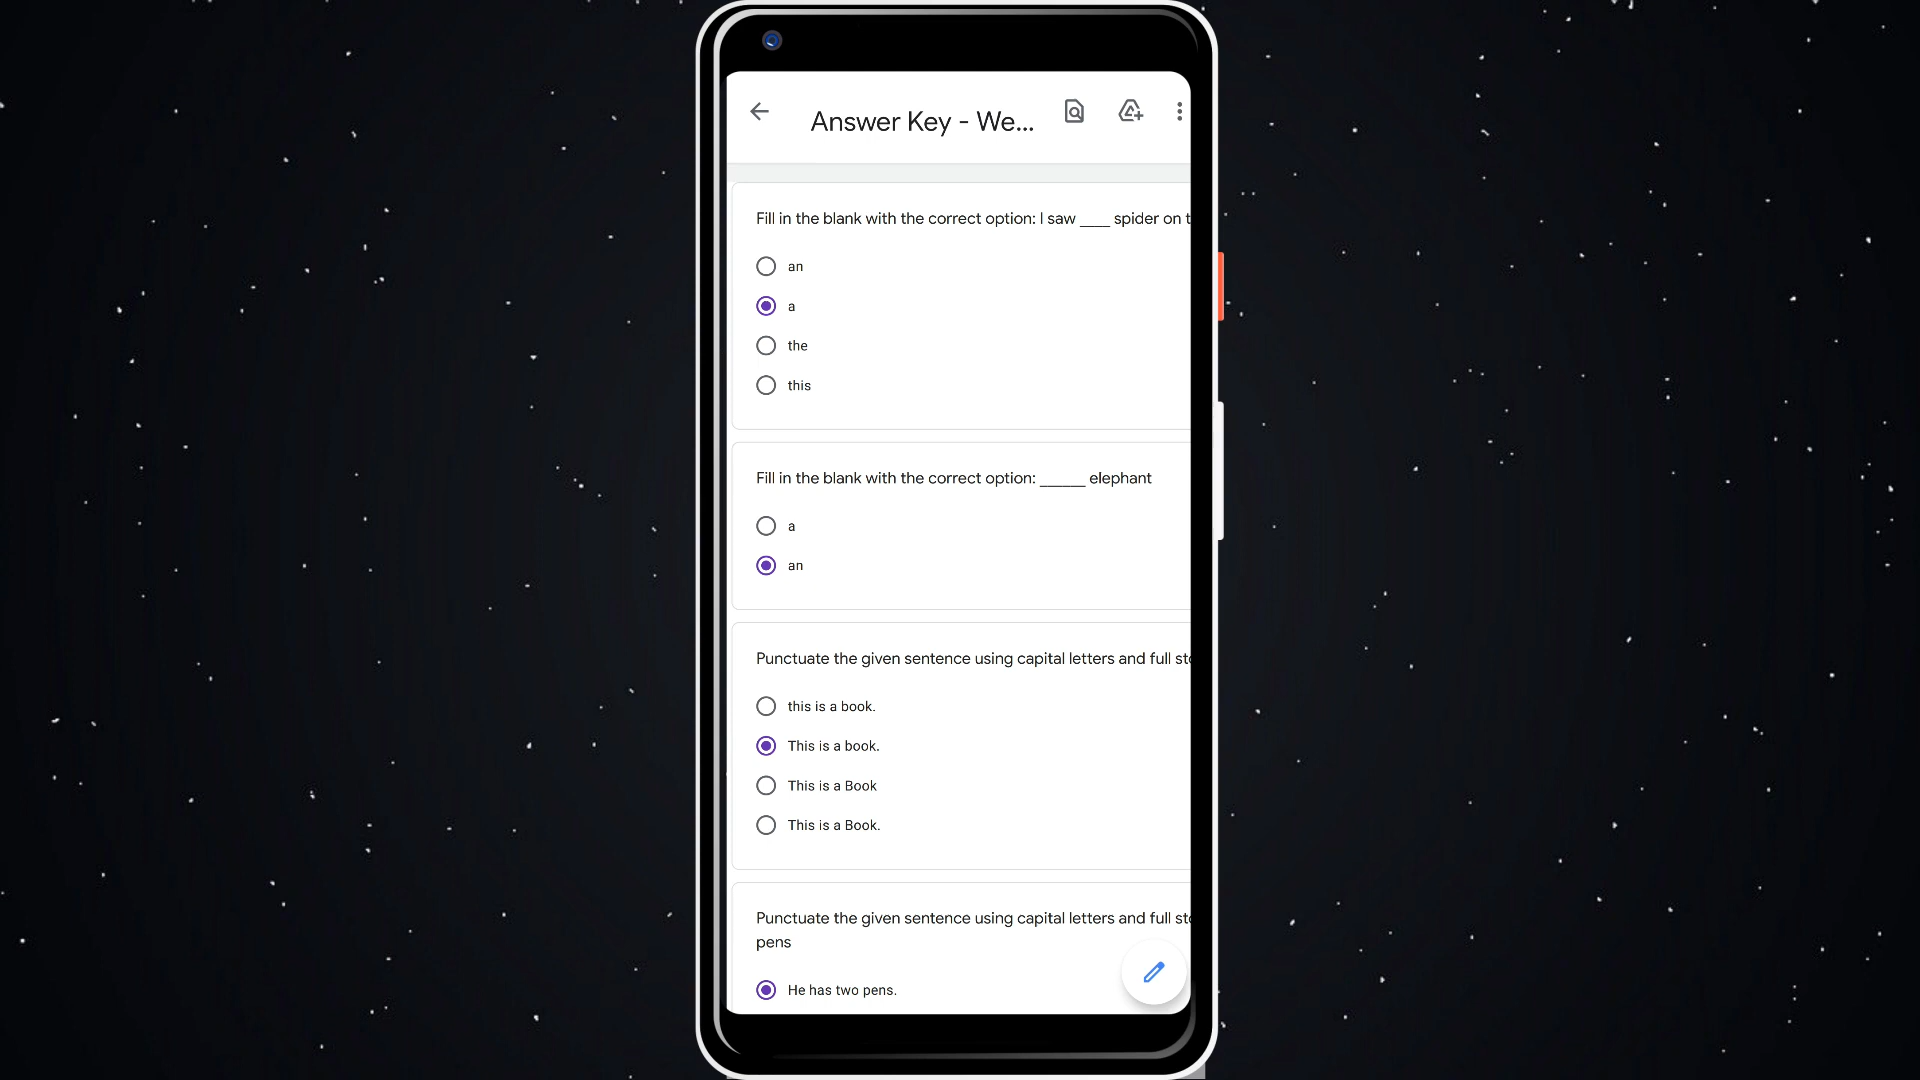 Answer Key - We...
Fill in the blank with the correct option: I saw ____ spider on t
an
a
the
this
Fill in the blank with the correct option: ______ elephant
a
an
Punctuate the given sentence using capital letters and full sto
this is a book.
This is a book.
This is a Book
This is a Book.
Punctuate the given sentence using capital letters and full sto
pens
He has two pens.